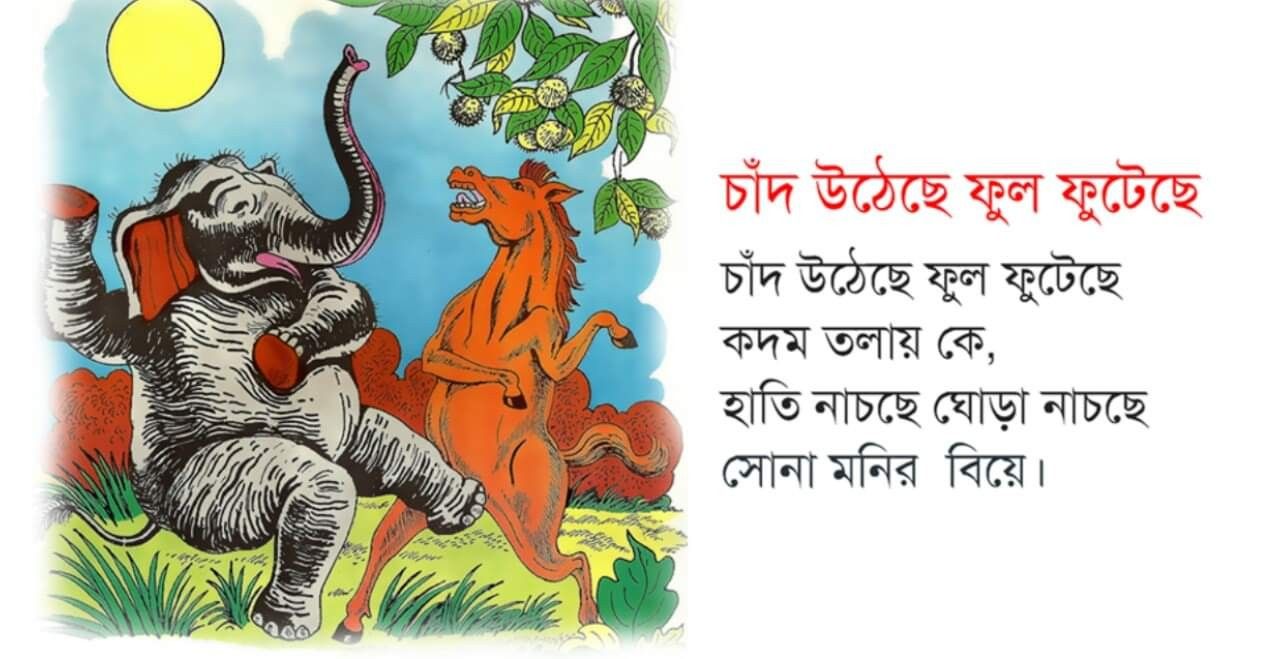 চাঁদ উঠেছে ফুল ফুটেছে
চাঁদ উঠেছে ফুল ফুটেছে
কদম তলায় কে,
হাতি নাচছে ঘোড়া নাচছে
সোনা মনির বিয়ে।